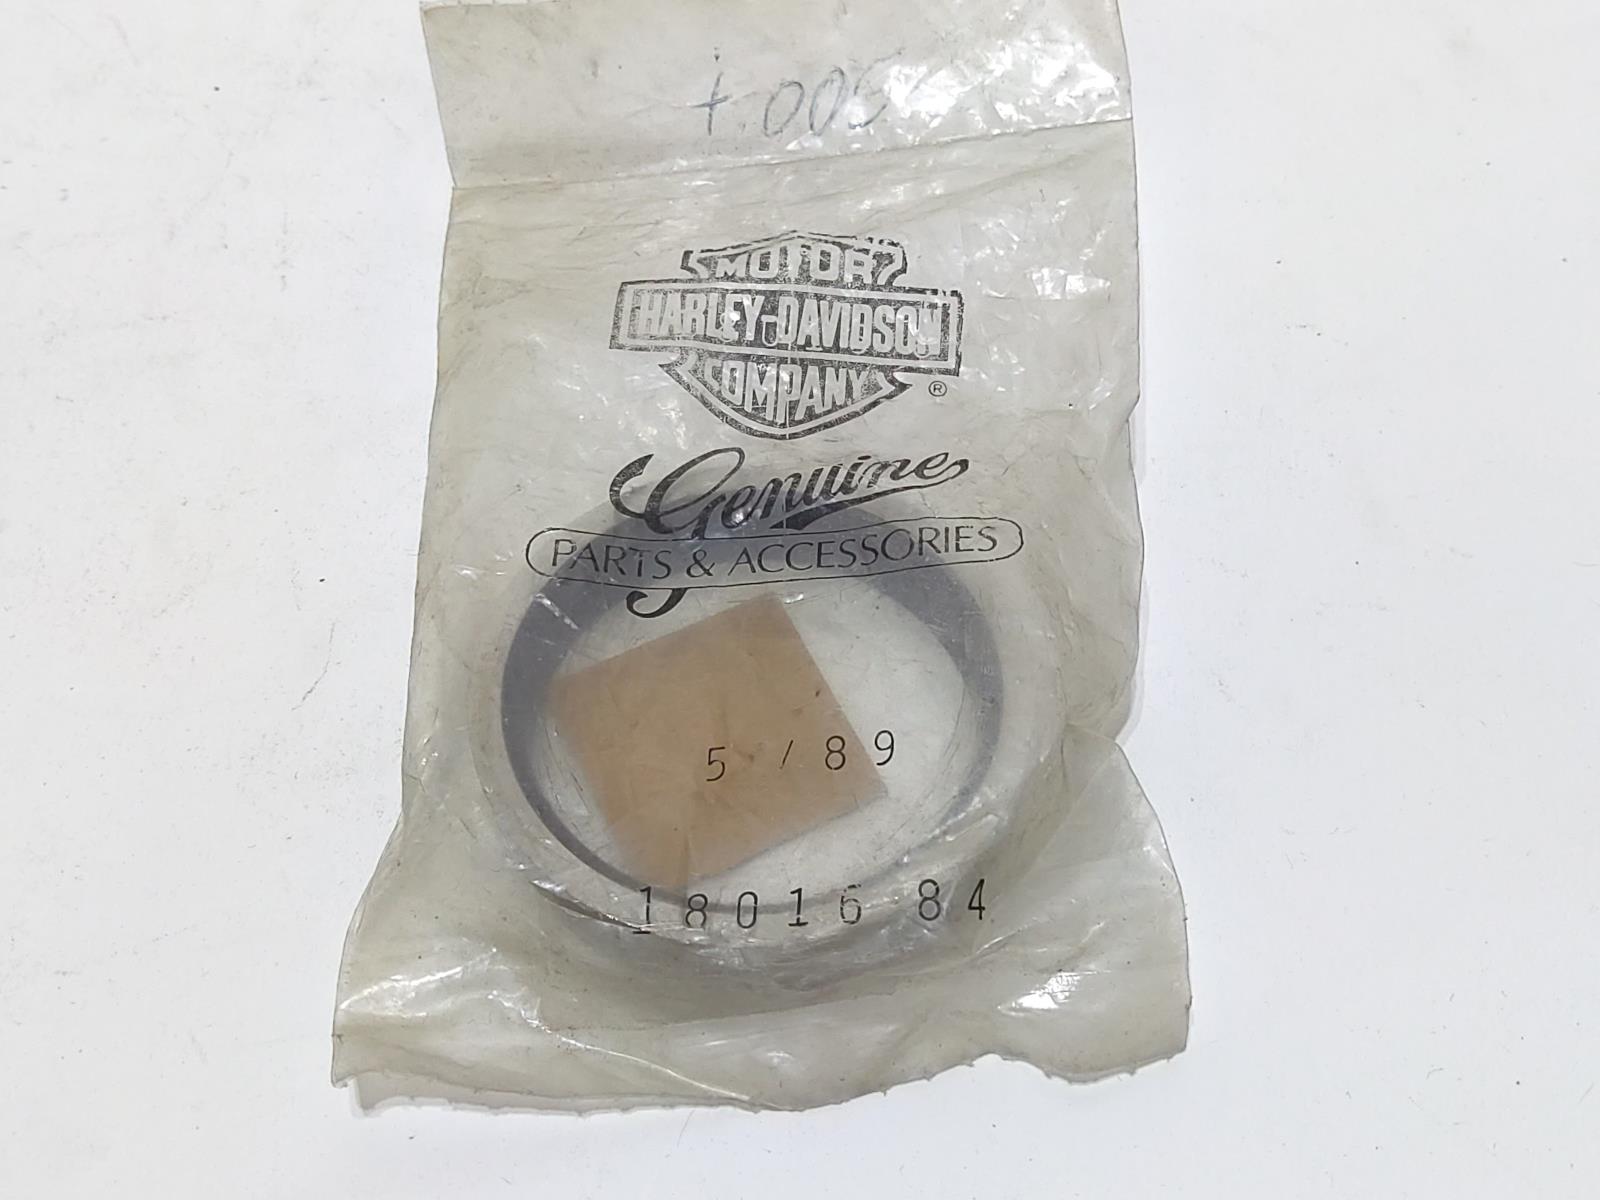 +.005
MOTOR
HARLEY-DAVIDSON
COMPANY
®
Genuine
PARTS & ACCESSORIES
5 / 89
18016 84